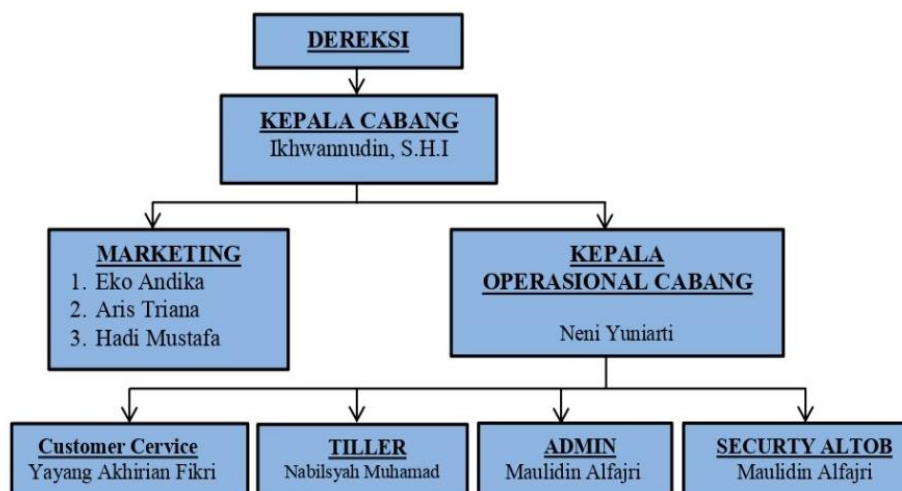 DEREKSI
KEPALA CABANG
Ikhwannudin, S.H.I
MARKETING
1. Eko Andika
2. Aris Triana
3. Hadi Mustafa
KEPALA
OPERASIONAL CABANG
Neni Yuniarti
Customer Cervice
Yayang Akhirian Fikri
TILLER
Nabilsyah Muhamad
ADMIN
Maulidin Alfajri
SECURTY ALTOB
Maulidin Alfajri